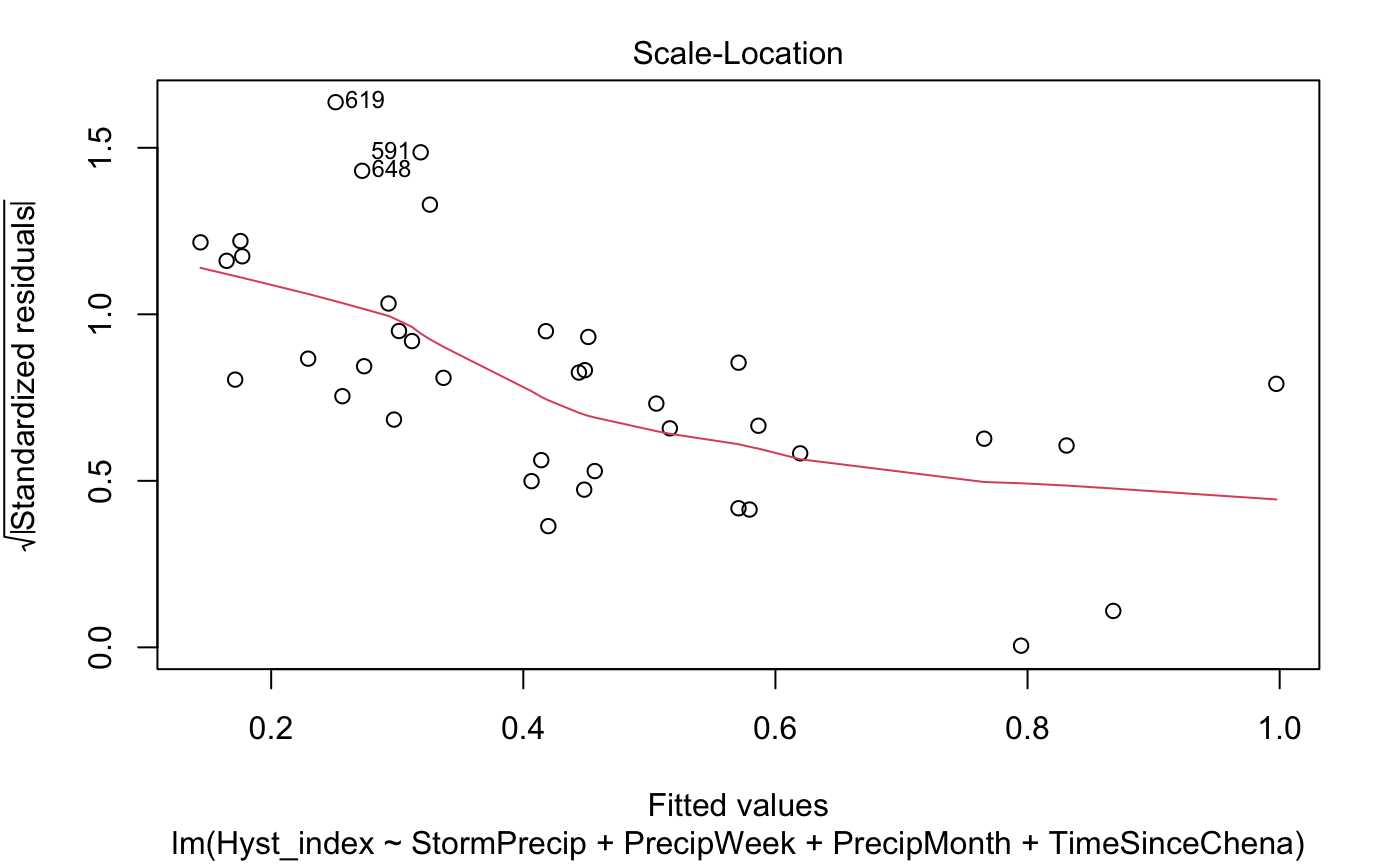 Scale-Location
√|Standardized residuals|
1.5
1.0
0.5
0.0
619
591
648
0.2 0.4 0.6 0.8 1.0
Fitted values
lm(Hyst_index ~ StormPrecip + PrecipWeek + PrecipMonth + TimeSinceChena)